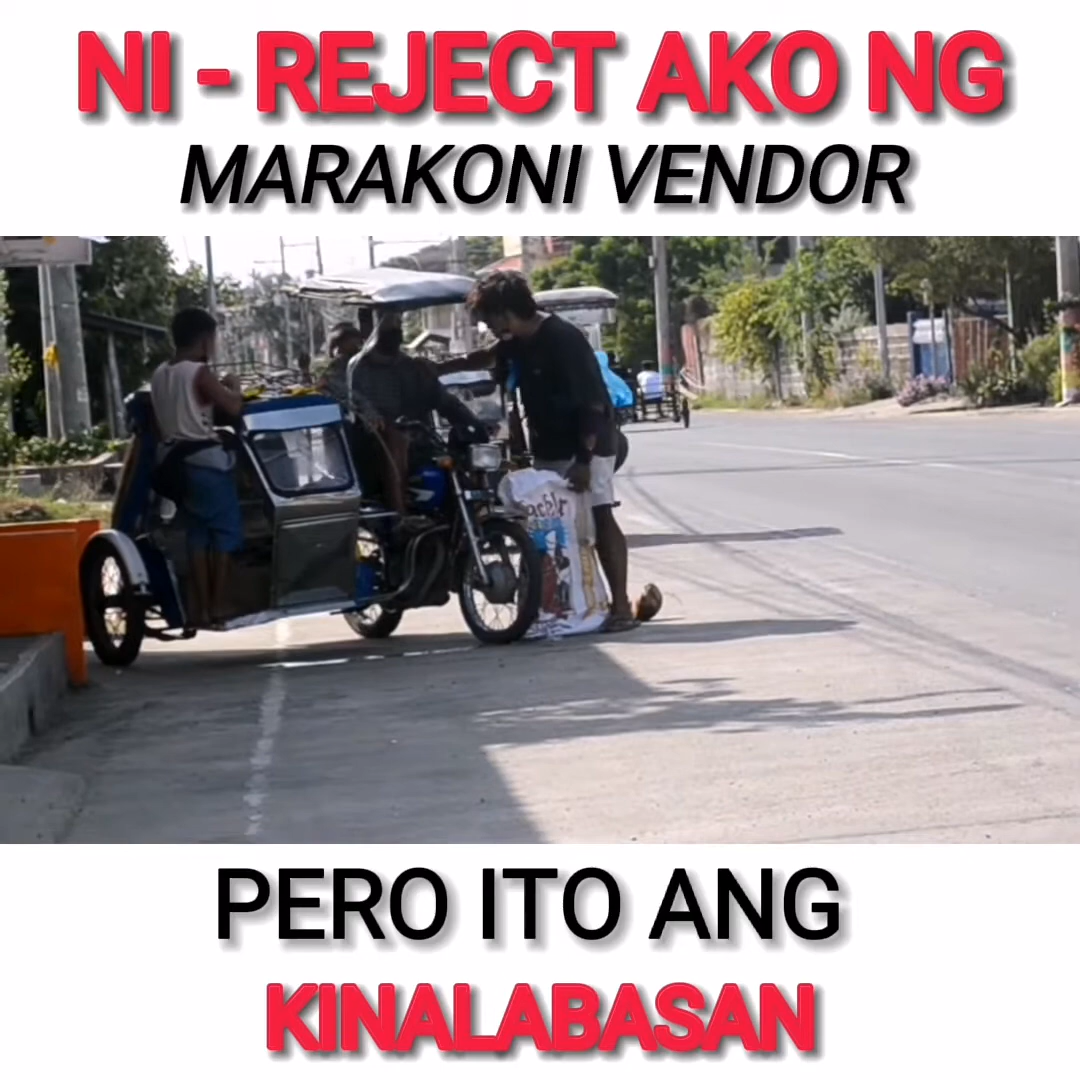 NI - REJECT AKO NG
MARAKONI VENDOR
PERO ITO ANG
KINALABASAN